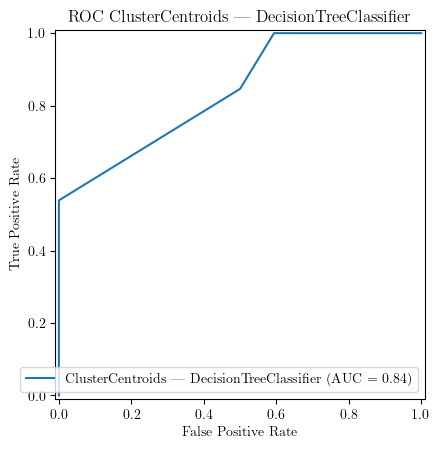 ROC ClusterCentroids — DecisionTreeClassifier
1.0
0.8
0.6
0.4
0.2
0.0
True Positive Rate
ClusterCentroids — DecisionTreeClassifier (AUC = 0.84)
0.0 0.2 0.4 0.6 0.8 1.0
False Positive Rate